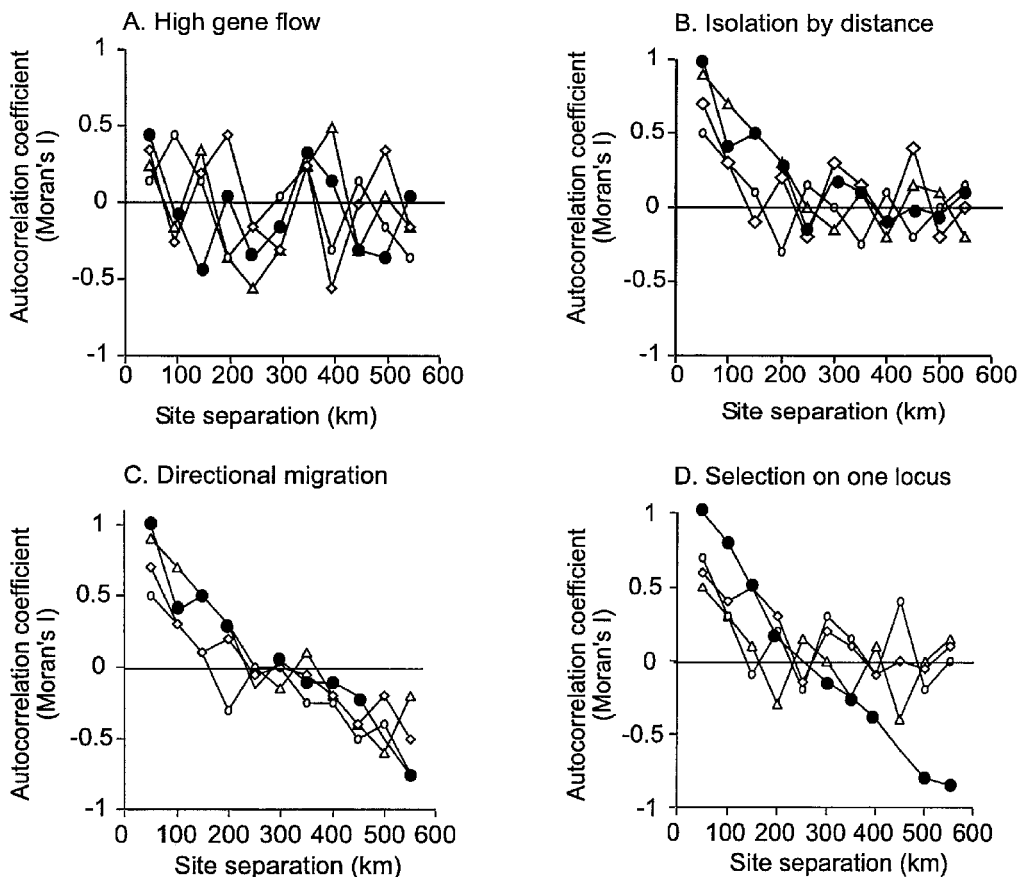 A. High gene flow
Autocorrelation coefficient
(Moran's I)
1
0.5
0
-0.5
-1
0 100 200 300 400 500 600
Site separation (km)
B. Isolation by distance
Autocorrelation coefficient
(Moran's I)
1
0.5
0
-0.5
-1
0 100 200 300 400 500 600
Site separation (km)
C. Directional migration
Autocorrelation coefficient
(Moran's I)
1
0.5
0
-0.5
-1
0 100 200 300 400 500 600
Site separation (km)
D. Selection on one locus
Autocorrelation coefficient
(Moran's I)
1
0.5
0
-0.5
-1
0 100 200 300 400 500 600
Site separation (km)